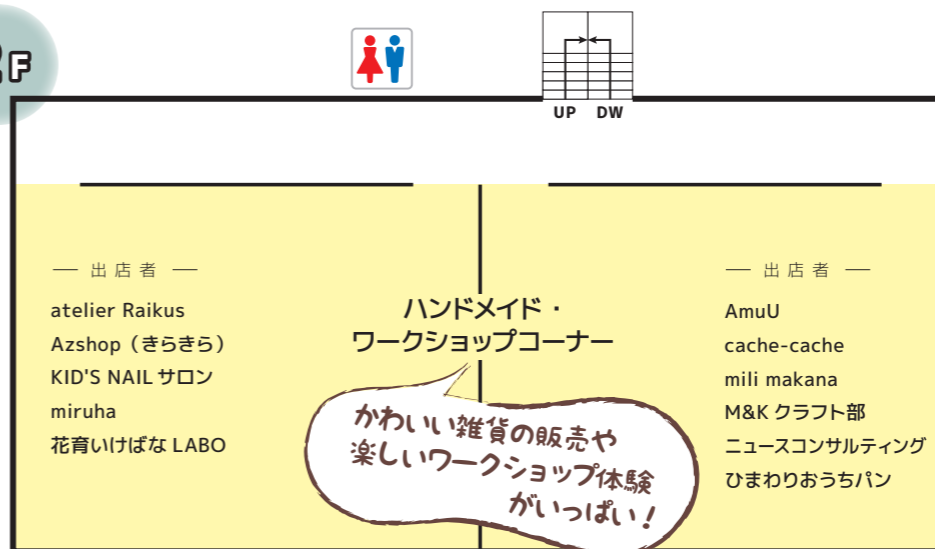 2F
UP DW
出店者
atelier Raikus
Azshop（きらきら）
KID'S NAIL サロン
miruha
花育いけばな LABO
ハンドメイド・
ワークショップコーナー
かわいい雑貨の販売や
楽しいワークショップ体験
がいっぱい！
出店者
AmuU
cache-cache
mili makana
M&K クラフト部
ニュースコンサルティング
ひまわりおうちパン